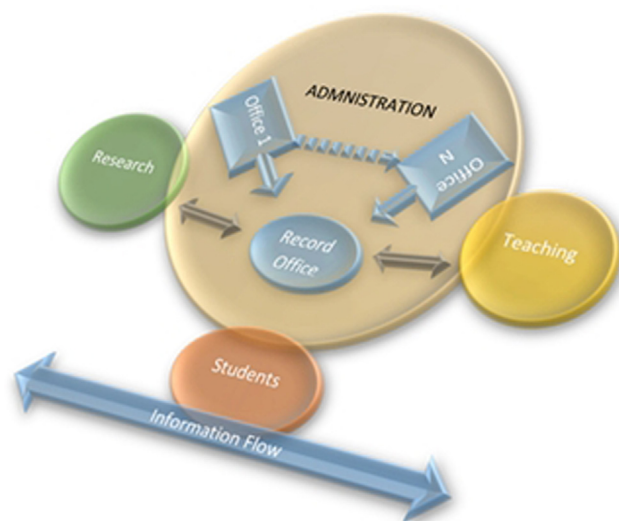 ADMNISTRATION
Office 1
Office
N
Research
Record
Office
Teaching
Students
Information Flow